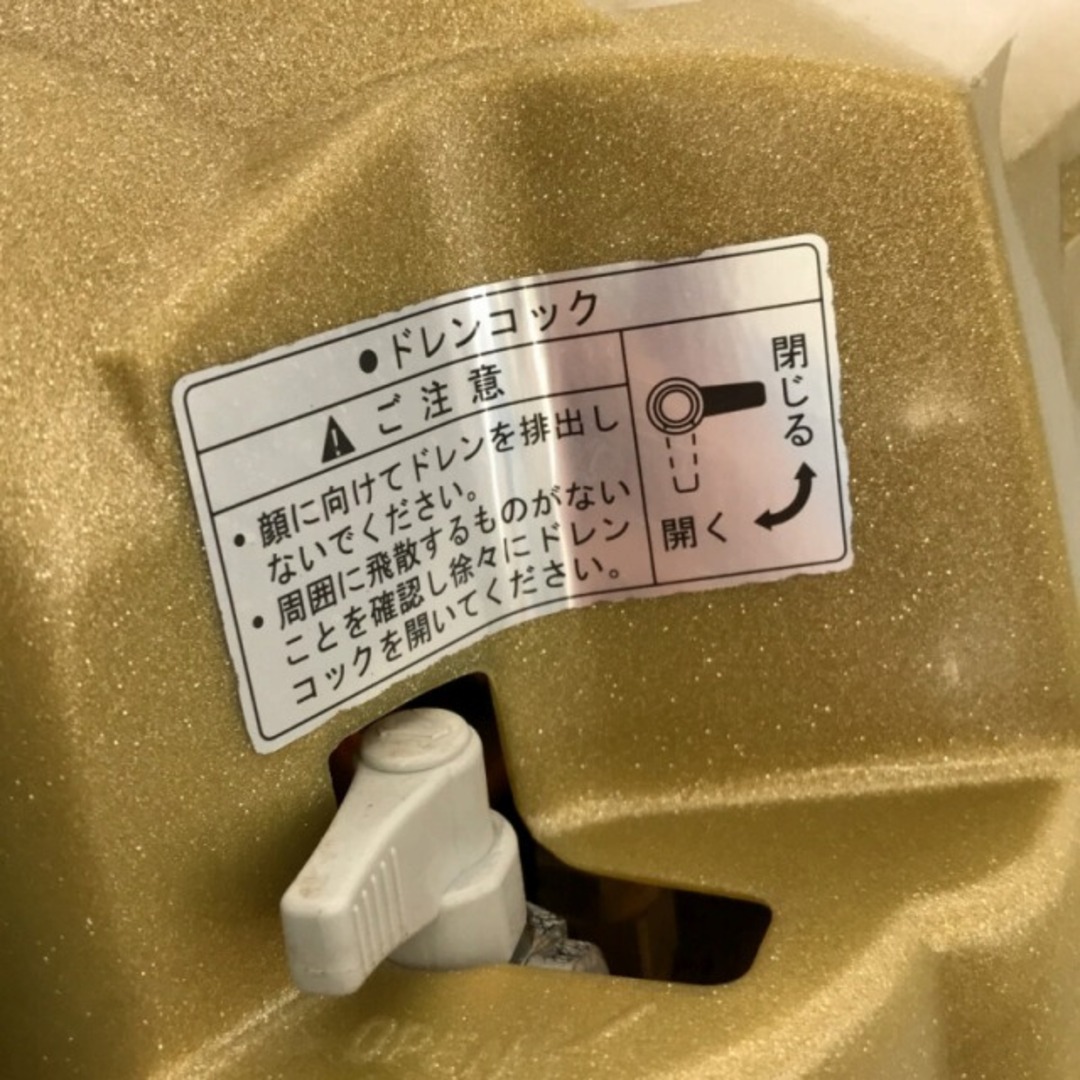 ●ドレンコック
⚠ご注意
• 顔に向けてドレンを排出し
ないでください。
• 周囲に飛散するものがない
ことを確認し徐々にドレン
コックを開いてください。
閉じる
開く